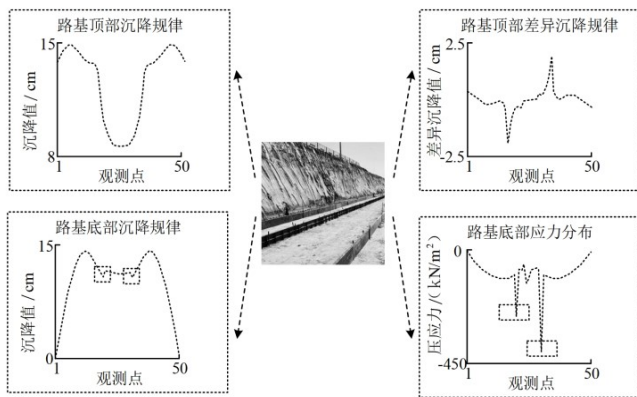 路基顶部沉降规律
15
沉降值/cm
8
1
50
观测点
路基顶部差异沉降规律
2.5
差异沉降值/cm
-2.5
1
50
观测点
路基底部沉降规律
15
沉降值/cm
0
1
50
观测点
路基底部应力分布
0
压应力/(kN/m²)
-450
1
50
观测点